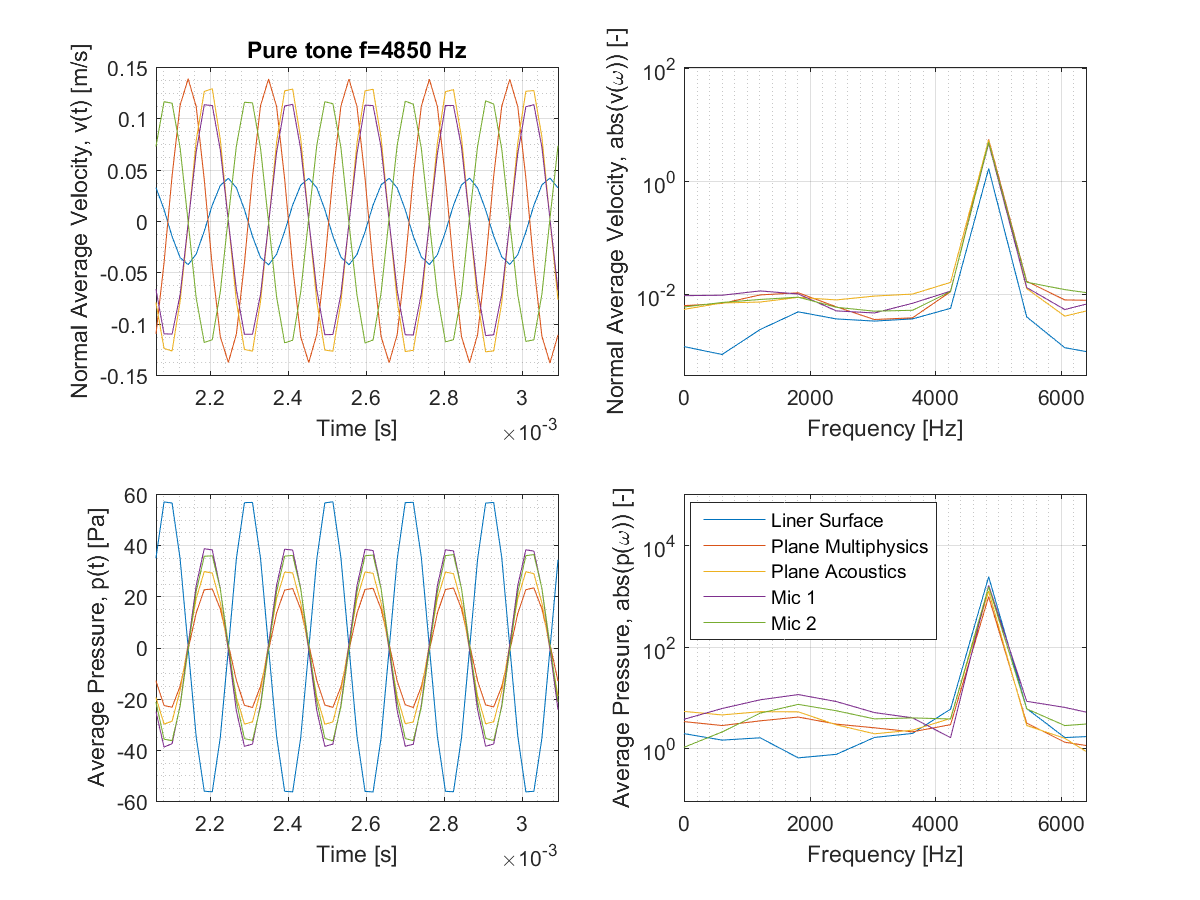 Pure tone f=4850 Hz
Normal Average Velocity, v(t) [m/s]
0.15
0.1
0.05
0
-0.05
-0.1
-0.15
2.2
2.4
2.6
2.8
3
Time [s]
×10⁻³
Normal Average Velocity, abs(v(ω)) [-]
10²
10⁰
10⁻²
0
2000
4000
6000
Frequency [Hz]
Average Pressure, p(t) [Pa]
60
40
20
0
-20
-40
-60
2.2
2.4
2.6
2.8
3
Time [s]
×10⁻³
Average Pressure, abs(p(ω)) [-]
10⁴
10²
10⁰
Liner Surface
Plane Multiphysics
Plane Acoustics
Mic 1
Mic 2
0
2000
4000
6000
Frequency [Hz]